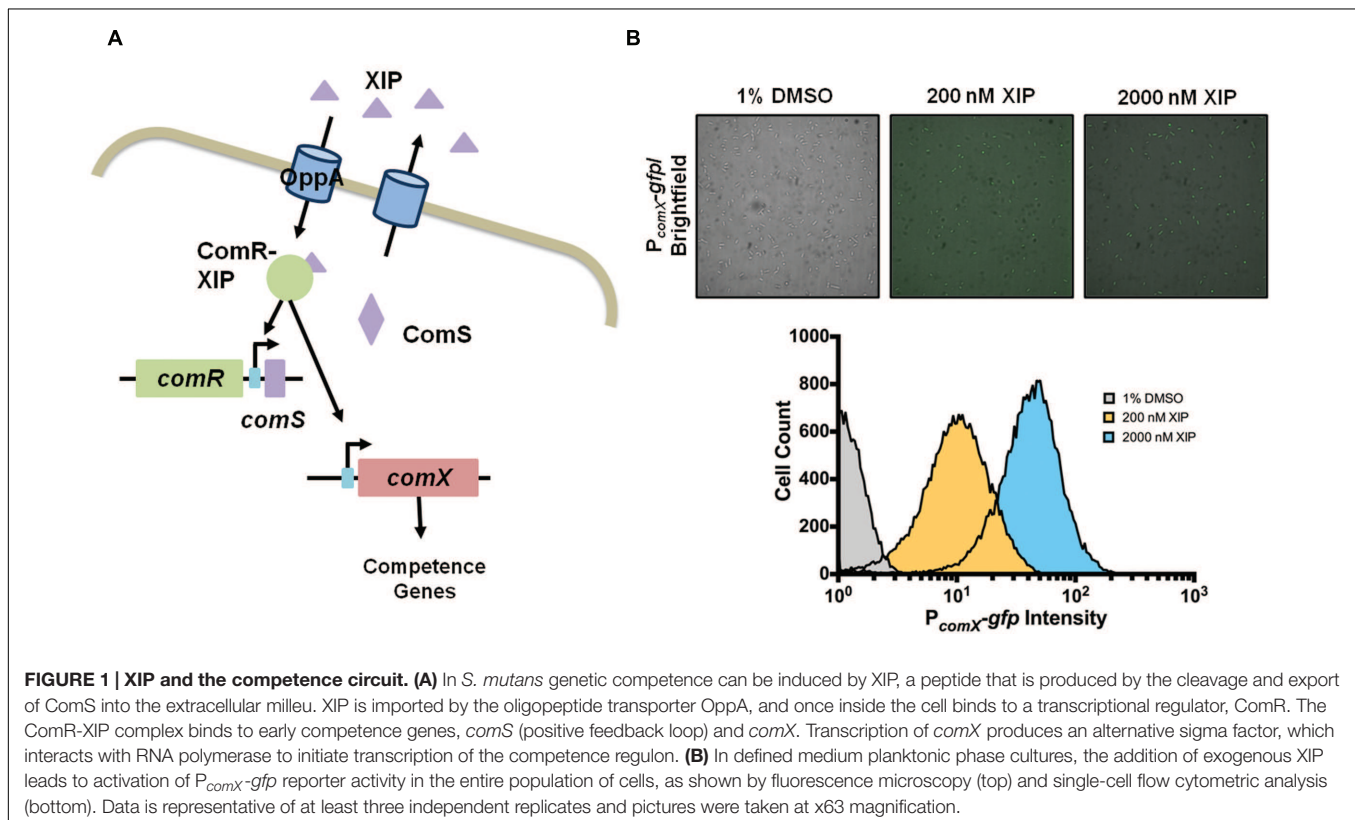 A
XIP
OppA
ComR-
XIP
ComS
comR
comS
comX
Competence
Genes
B
1% DMSO
200 nM XIP
2000 nM XIP
PcomX-gfp/
Brightfield
1000
800
600
400
200
0
Cell Count
1% DMSO
200 nM XIP
2000 nM XIP
10⁰
10¹
10²
10³
PcomX-gfp Intensity
FIGURE 1 | XIP and the competence circuit. (A) In S. mutans genetic competence can be induced by XIP, a peptide that is produced by the cleavage and export
of ComS into the extracellular milleu. XIP is imported by the oligopeptide transporter OppA, and once inside the cell binds to a transcriptional regulator, ComR. The
ComR-XIP complex binds to early competence genes, comS (positive feedback loop) and comX. Transcription of comX produces an alternative sigma factor, which
interacts with RNA polymerase to initiate transcription of the competence regulon. (B) In defined medium planktonic phase cultures, the addition of exogenous XIP
leads to activation of PcomX-gfp reporter activity in the entire population of cells, as shown by fluorescence microscopy (top) and single-cell flow cytometric analysis
(bottom). Data is representative of at least three independent replicates and pictures were taken at x63 magnification.